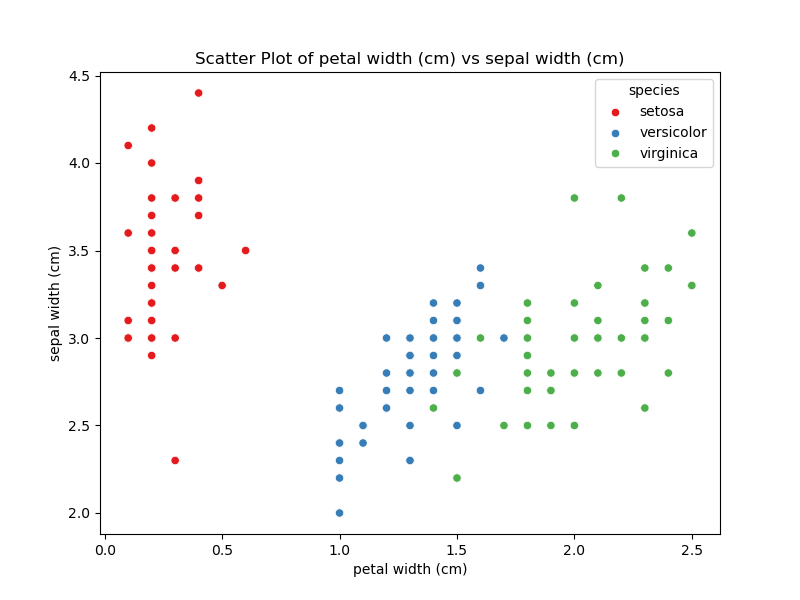 Scatter Plot of petal width (cm) vs sepal width (cm)
species
setosa
versicolor
virginica
sepal width (cm)
4.5
4.0
3.5
3.0
2.5
2.0
0.0 0.5 1.0 1.5 2.0 2.5
petal width (cm)